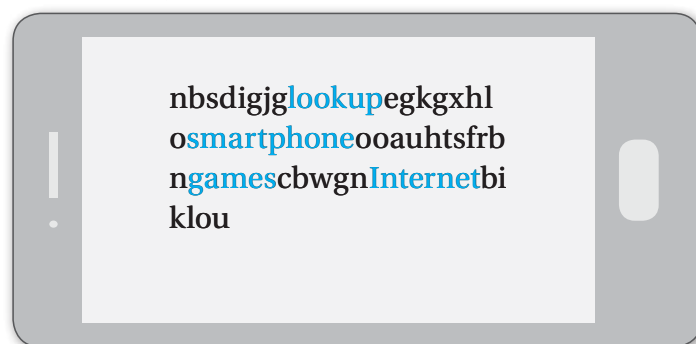 nbsdigjglookupegkgxhl
osmartphoneooauhtsfrb
ngamescbwgnInternetbi
klou